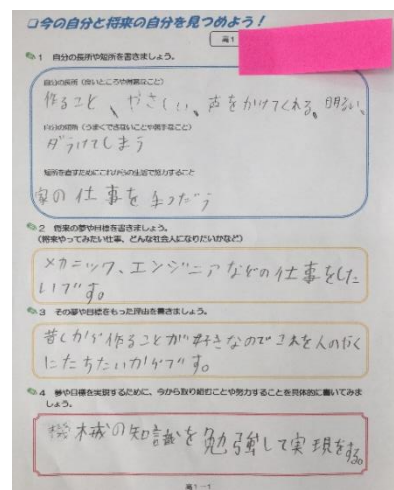 □今の自分と将来の自分を見つめよう！
高1
1 自分の長所や短所を書きましょう。
自分の長所（良いところや得意なこと）
作ること、やさしい、声をかけてくれる、明るい、
自分の短所（うまくできないことや苦手なこと）
ダラけてしまう
短所を直すためにこれからの生活で努力すること
家の仕事を手つだう
2 将来の夢や目標を書きましょう。
（将来やってみたい仕事、どんな社会人になりたいかなど）
メカニック、エンジニアなどの仕事をした
いです。
3 その夢や目標をもった理由を書きましょう。
昔しから作ることが好きなのでこれを人のやく
にたちたいからです。
4 夢や目標を実現するために、今から取り組むことや努力することを具体的に書いてみま
しょう。
機械の知識を勉強して実現をする。
高1－1